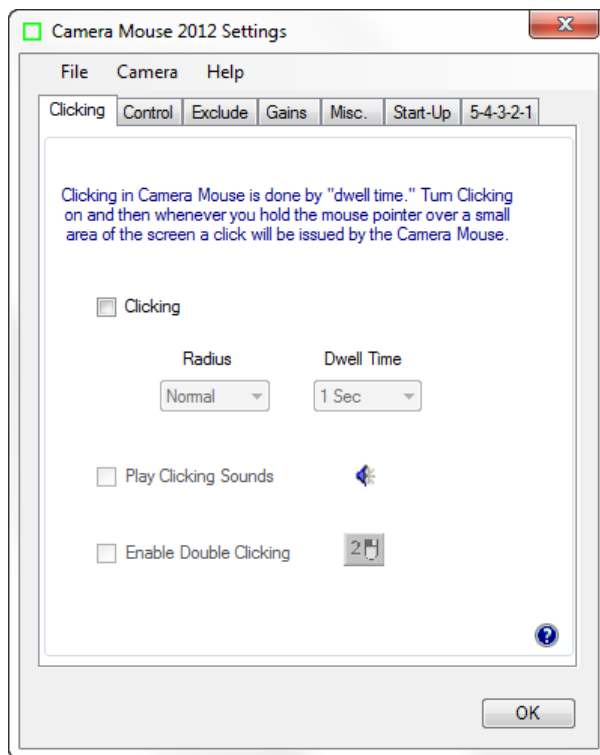 Camera Mouse 2012 Settings
X
File Camera Help
Clicking Control Exclude Gains Misc. Start-Up 5-4-3-2-1
Clicking in Camera Mouse is done by "dwell time." Turn Clicking
on and then whenever you hold the mouse pointer over a small
area of the screen a click will be issued by the Camera Mouse.
Clicking
Radius Dwell Time
Normal 1 Sec
Play Clicking Sounds
Enable Double Clicking 2
?
OK